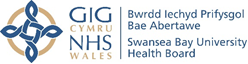 GIG
CYMRU
NHS
WALES
Bwrdd Iechyd Prifysgol
Bae Abertawe
Swansea Bay University
Health Board